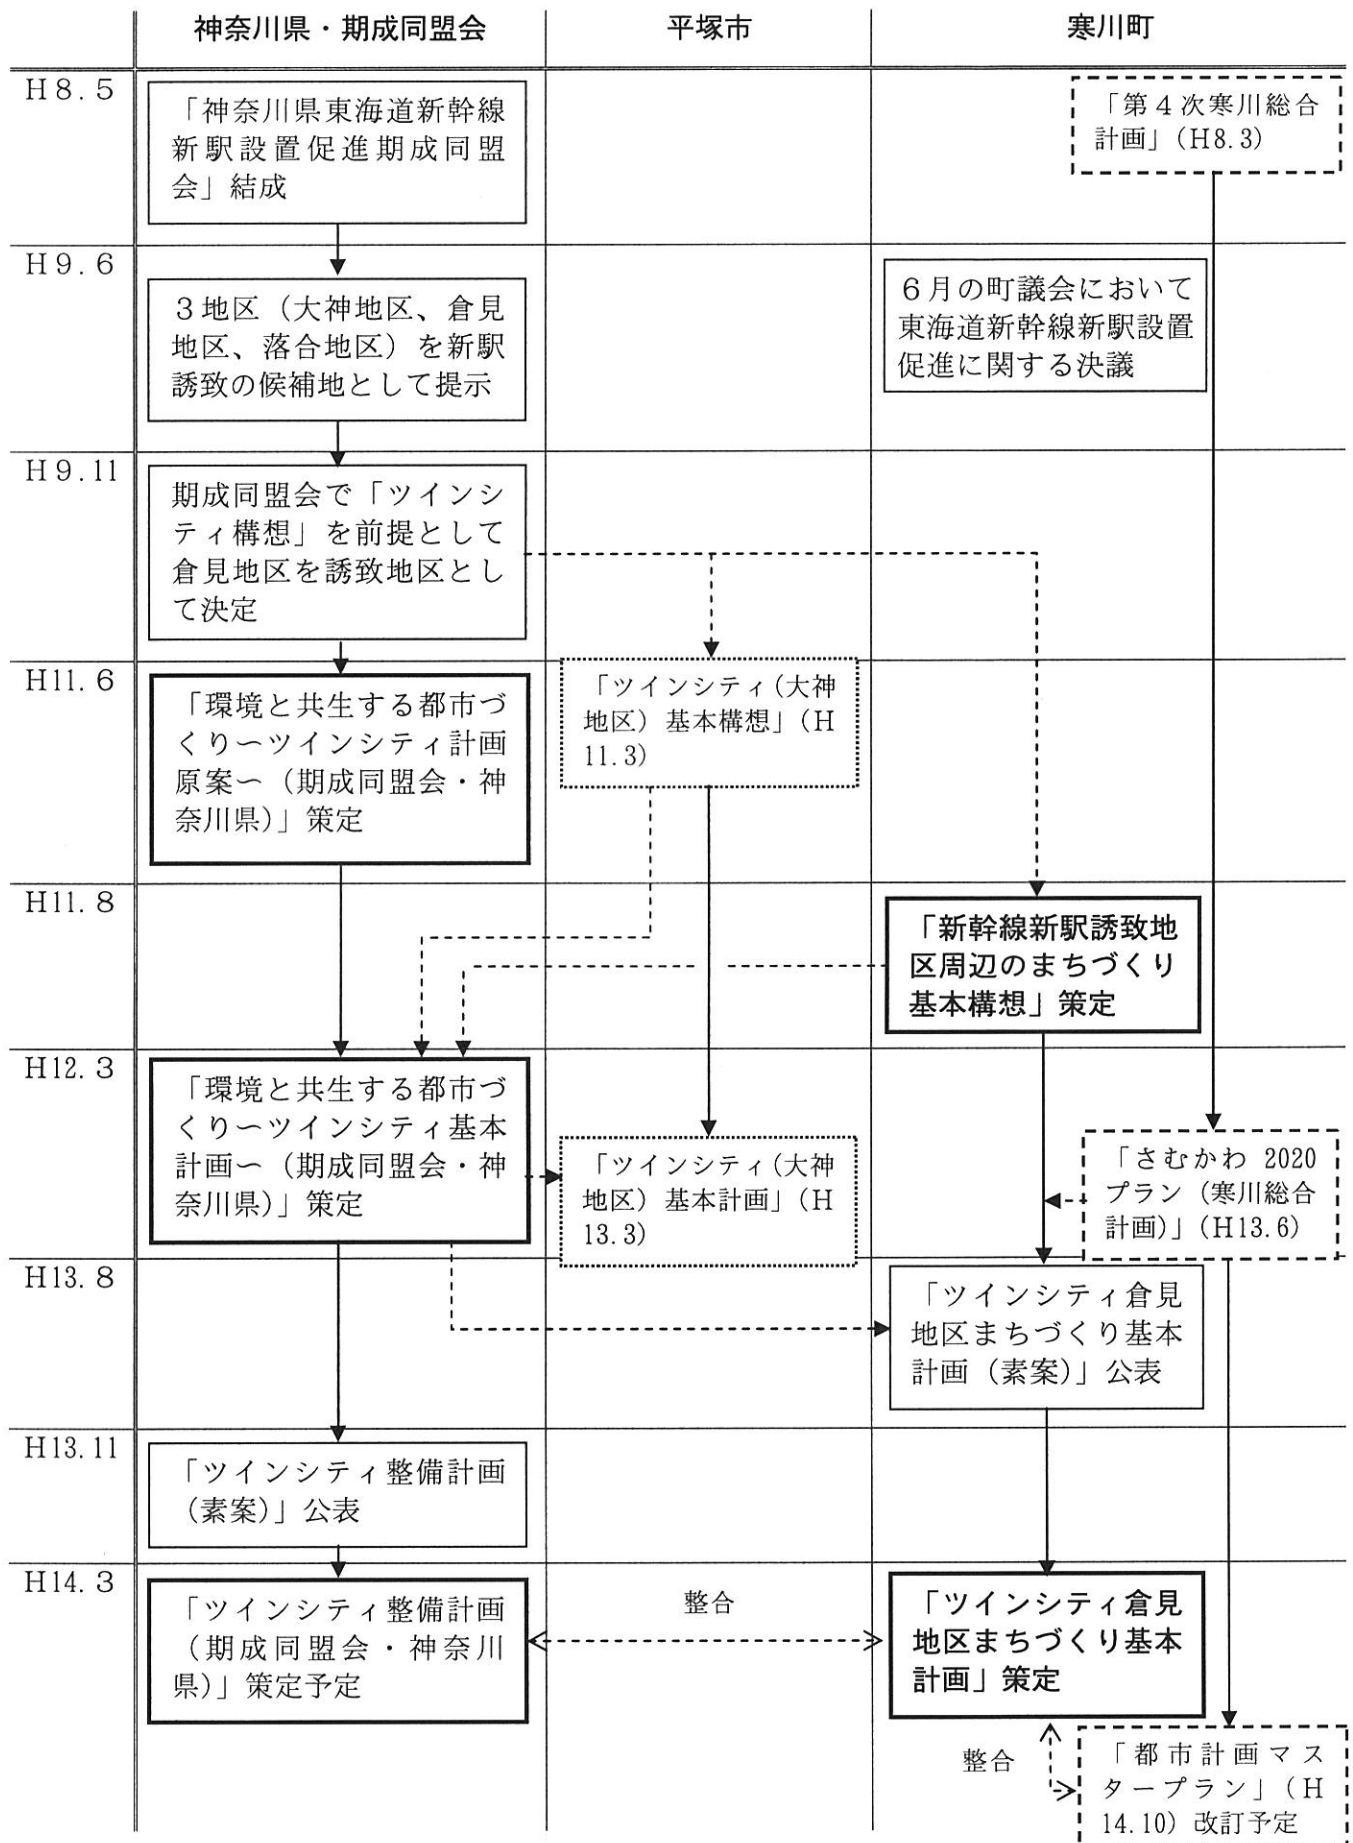 神奈川県・期成同盟会
平塚市
寒川町
H8.5
「神奈川県東海道新幹線
新駅設置促進期成同盟
会」結成
「第4次寒川総合
計画」(H8.3)
H9.6
3地区（大神地区、倉見
地区、落合地区）を新駅
誘致の候補地として提示
6月の町議会において
東海道新幹線新駅設置
促進に関する決議
H9.11
期成同盟会で「ツインシ
ティ構想」を前提として
倉見地区を誘致地区とし
て決定
H11.6
「環境と共生する都市づ
くり〜ツインシティ計画
原案〜（期成同盟会・神
奈川県）」策定
「ツインシティ(大神
地区）基本構想」（H
11.3）
H11.8
「新幹線新駅誘致地
区周辺のまちづくり
基本構想」策定
H12.3
「環境と共生する都市づ
くり〜ツインシティ基本
計画〜（期成同盟会・神
奈川県）」策定
「ツインシティ(大神
地区）基本計画」（H
13.3）
「さむかわ 2020
プラン（寒川総合
計画）」(H13.6)
H13.8
「ツインシティ倉見
地区まちづくり基本
計画（素案）」公表
H13.11
「ツインシティ整備計画
（素案）」公表
H14.3
「ツインシティ整備計画
（期成同盟会・神奈川
県）」策定予定
整合
「ツインシティ倉見
地区まちづくり基本
計画」策定
整合
「都市計画マス
タープラン」（H
14.10）改訂予定